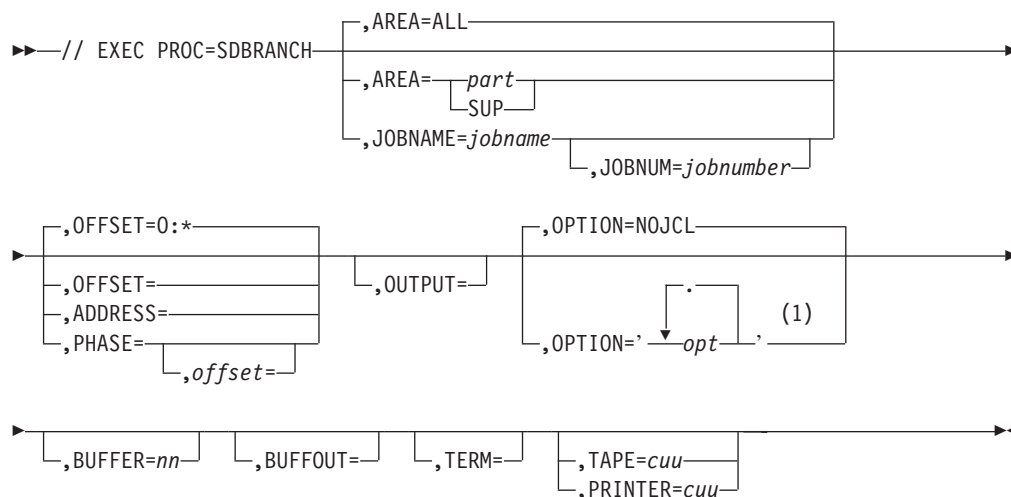 ,AREA=ALL
// EXEC PROC=SDBRANCH
,AREA= part
SUP
,JOBNAME=jobname
,JOBNUM=jobnumber
,OFFSET=0:*
,OPTION=NOJCL
,OFFSET=
,OUTPUT=
.
,ADDRESS=
(1)
,PHASE=
,OPTION=' opt '
,offset=
,BUFFER=nn
,BUFFOUT=
,TERM=
,TAPE=cuu
,PRINTER=cuu